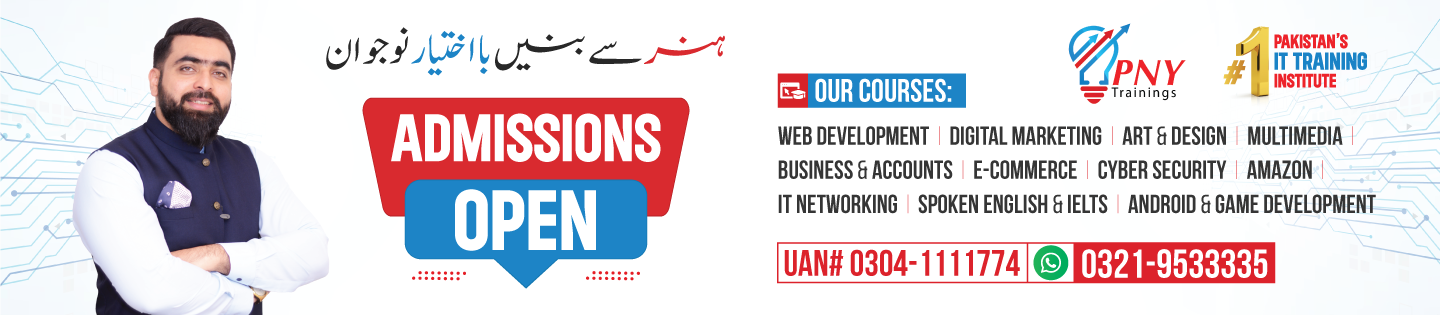 ہنر سے بنیں بااختیار نوجوان
ADMISSIONS
OPEN
OUR COURSES:
PNY
Trainings
#1 PAKISTAN'S
IT TRAINING
INSTITUTE
WEB DEVELOPMENT | DIGITAL MARKETING | ART & DESIGN | MULTIMEDIA |
BUSINESS & ACCOUNTS | E-COMMERCE | CYBER SECURITY | AMAZON |
IT NETWORKING | SPOKEN ENGLISH & IELTS | ANDROID & GAME DEVELOPMENT
UAN# 0304-1111774 0321-9533335